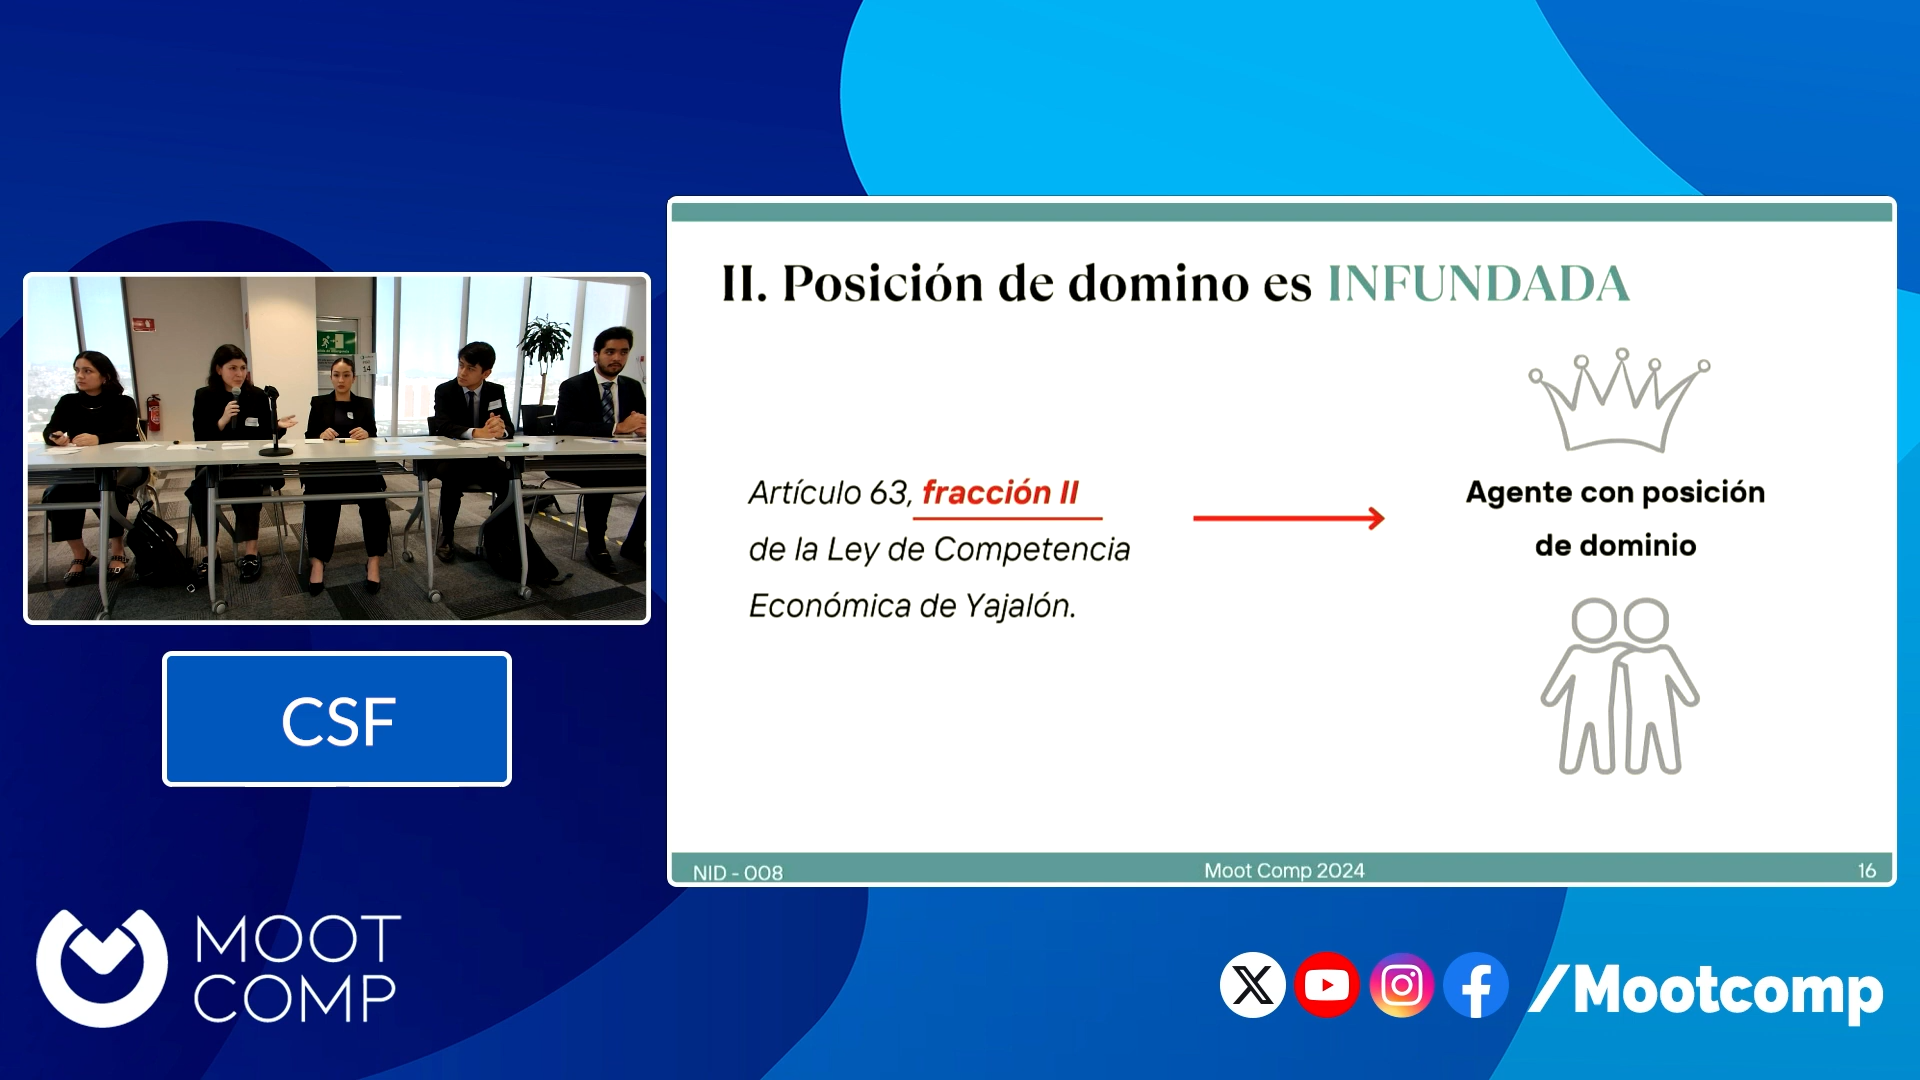 II. Posición de domino es INFUNDADA
Artículo 63, fracción II
de la Ley de Competencia
Económica de Yajalón.
Agente con posición
de dominio
NID - 008
Moot Comp 2024
16
14
CSF
MOOT
COMP
/Mootcomp